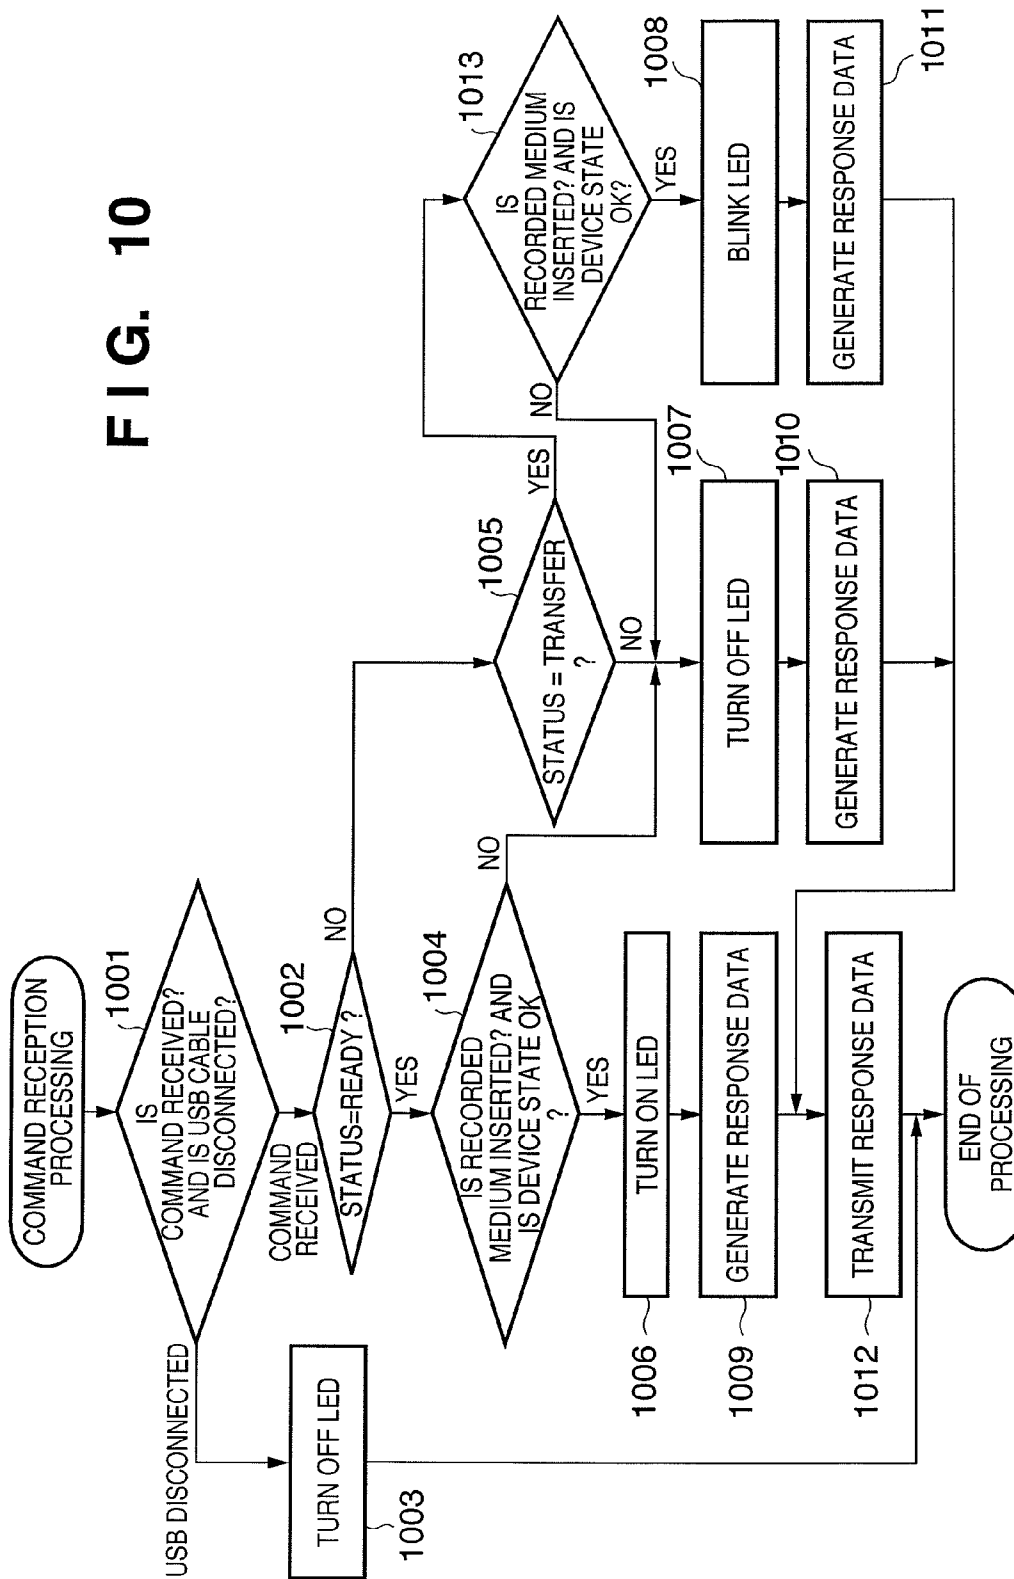 FIG. 10
COMMAND RECEPTION
PROCESSING
1001
IS
COMMAND RECEIVED?
AND IS USB CABLE
DISCONNECTED?
USB DISCONNECTED
COMMAND
RECEIVED
TURN OFF LED
1003
1002
STATUS=READY ?
NO
YES
1004
IS RECORDED
MEDIUM INSERTED? AND
IS DEVICE STATE OK
?
NO
YES
1005
STATUS = TRANSFER
?
YES
NO
1013
IS
RECORDED MEDIUM
INSERTED? AND IS
DEVICE STATE
OK?
NO
YES
TURN ON LED
1006
TURN OFF LED
1007
BLINK LED
1008
GENERATE RESPONSE DATA
1009
GENERATE RESPONSE DATA
1010
GENERATE RESPONSE DATA
1011
TRANSMIT RESPONSE DATA
1012
END OF
PROCESSING